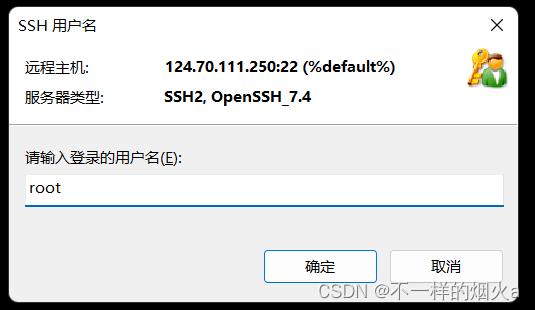 SSH 用户名
远程主机: 124.70.111.250:22 (%default%)
服务器类型: SSH2, OpenSSH_7.4
请输入登录的用户名(E):
root
确定 取消
CSDN @不一样的烟火a